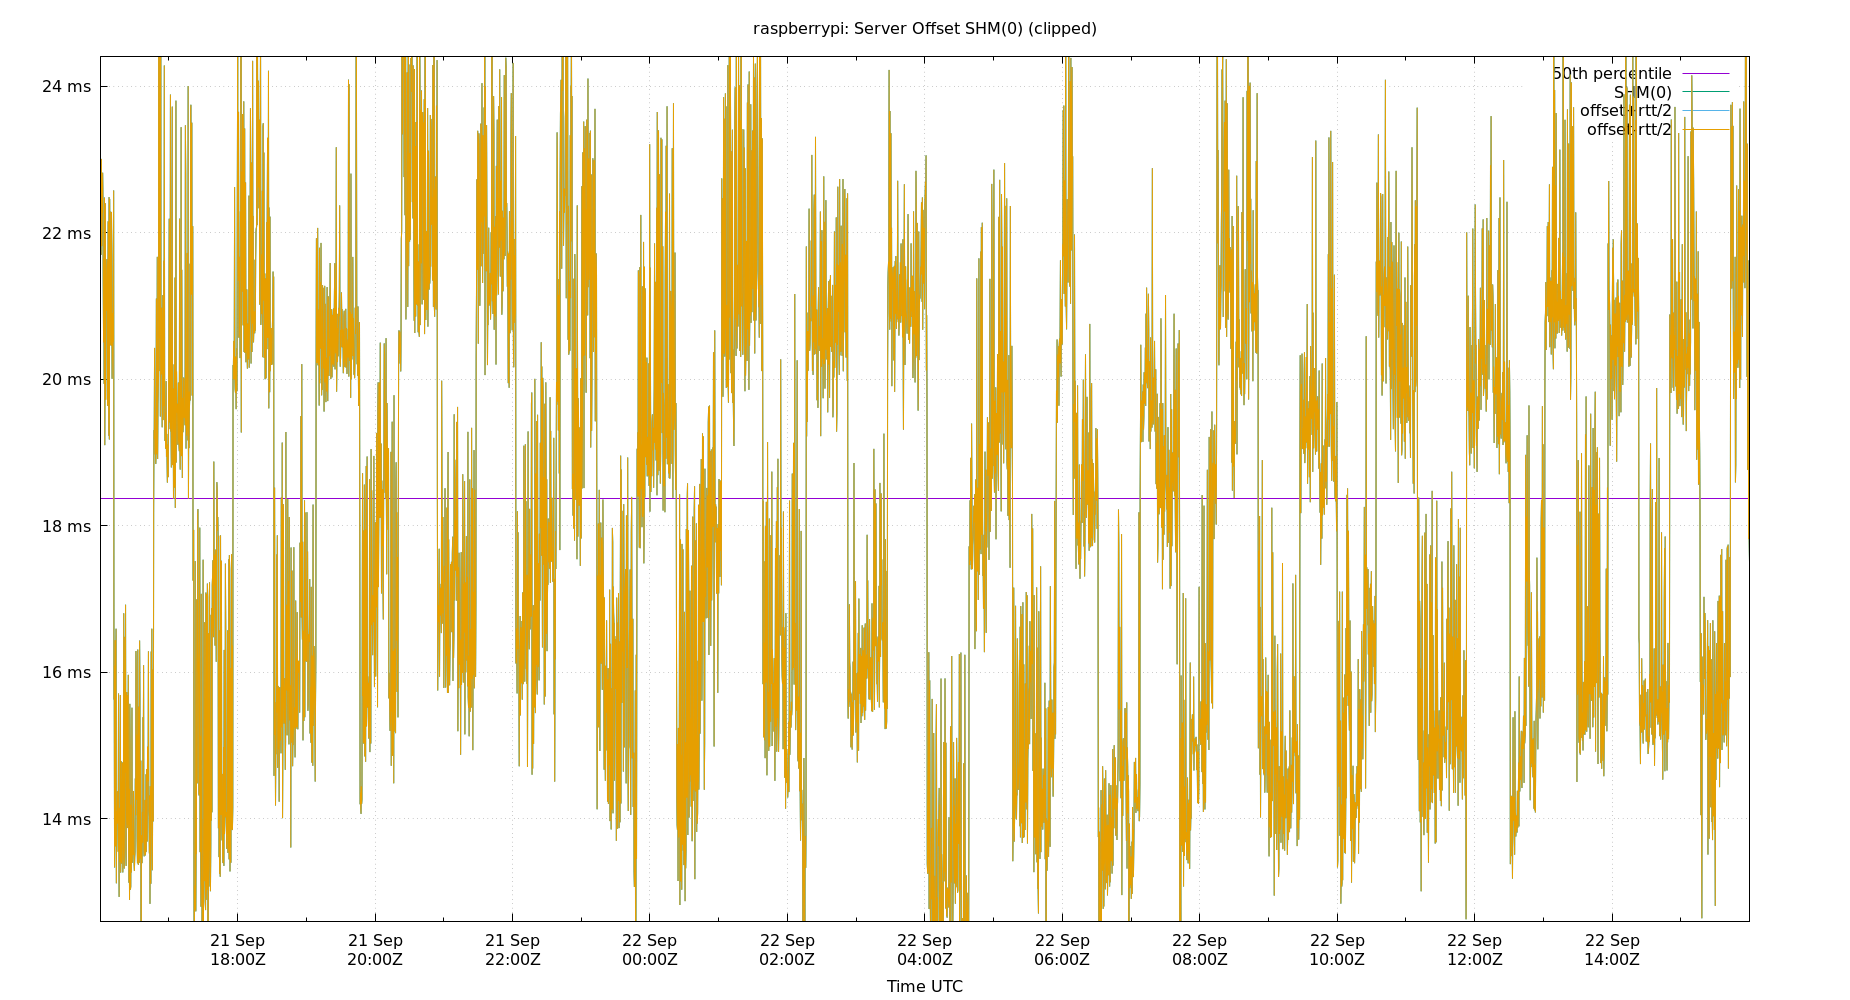 raspberrypi: Server Offset SHM(0) (clipped)
50th percentile
SHM(0)
offset+rtt/2
offset-rtt/2
24 ms
22 ms
20 ms
18 ms
16 ms
14 ms
21 Sep 21 Sep 21 Sep 22 Sep 22 Sep 22 Sep 22 Sep 22 Sep 22 Sep 22 Sep 22 Sep
18:00Z 20:00Z 22:00Z 00:00Z 02:00Z 04:00Z 06:00Z 08:00Z 10:00Z 12:00Z 14:00Z
Time UTC